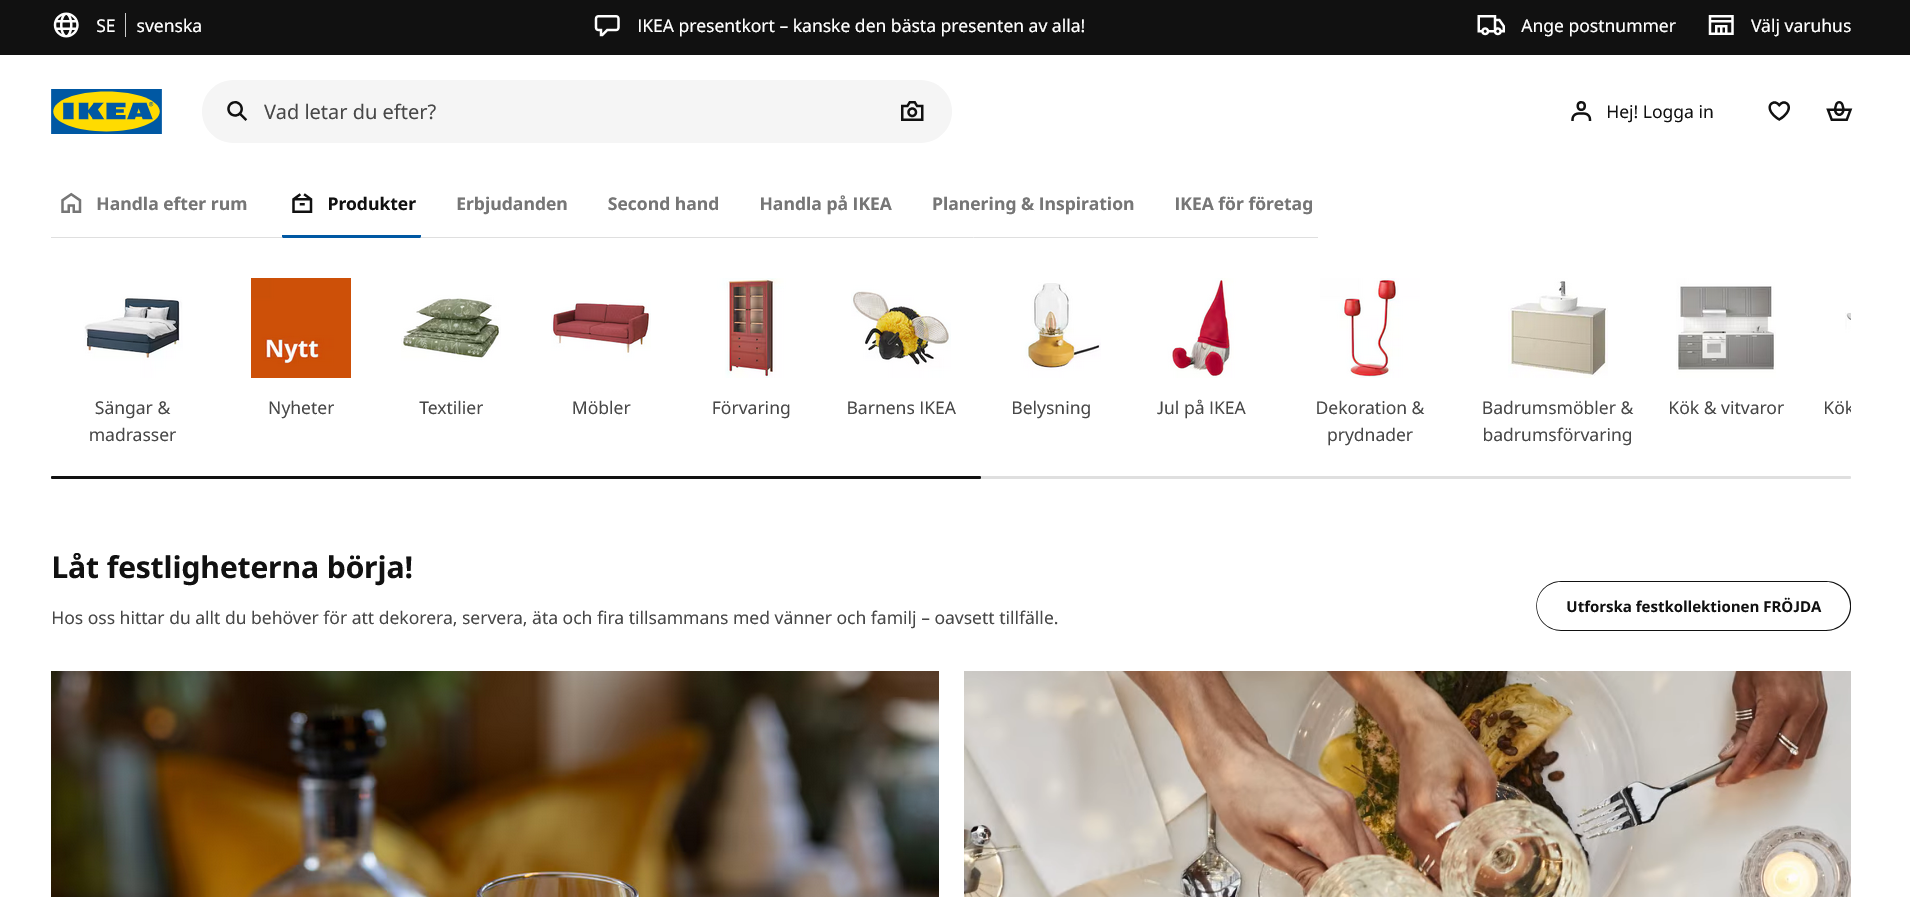 SE svenska
IKEA presentkort – kanske den bästa presenten av alla!
Ange postnummer
Välj varuhus
IKEA
Vad letar du efter?
Hej! Logga in
Handla efter rum
Produkter
Erbjudanden
Second hand
Handla på IKEA
Planering & Inspiration
IKEA för företag
Nytt
Sängar &
madrasser
Nyheter
Textilier
Möbler
Förvaring
Barnens IKEA
Belysning
Jul på IKEA
Dekoration &
prydnader
Badrumsmöbler &
badrumsförvaring
Kök & vitvaror
Kök
Låt festligheterna börja!
Hos oss hittar du allt du behöver för att dekorera, servera, äta och fira tillsammans med vänner och familj – oavsett tillfälle.
Utforska festkollektionen FRÖJDA